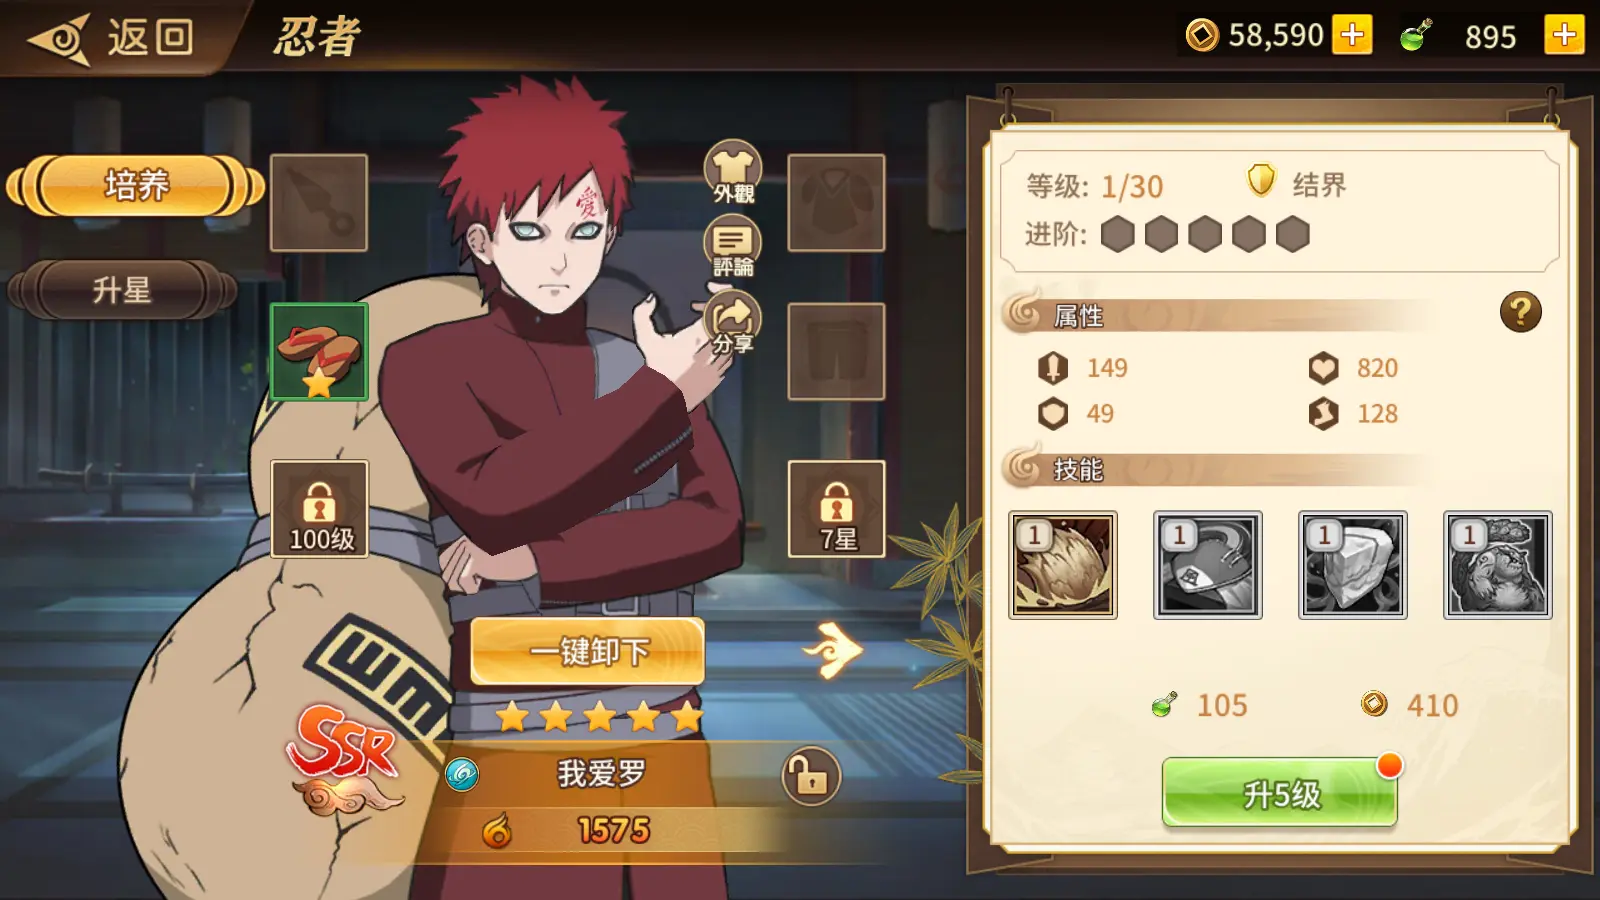 返回
忍者
58,590
895
培养
升星
愛
外觀
評論
分享
100级
7星
一键卸下
SSR
我爱罗
1575
等级: 1/30
结界
进阶:
属性
?
149
820
49
128
技能
1
1
1
1
105
410
升5级